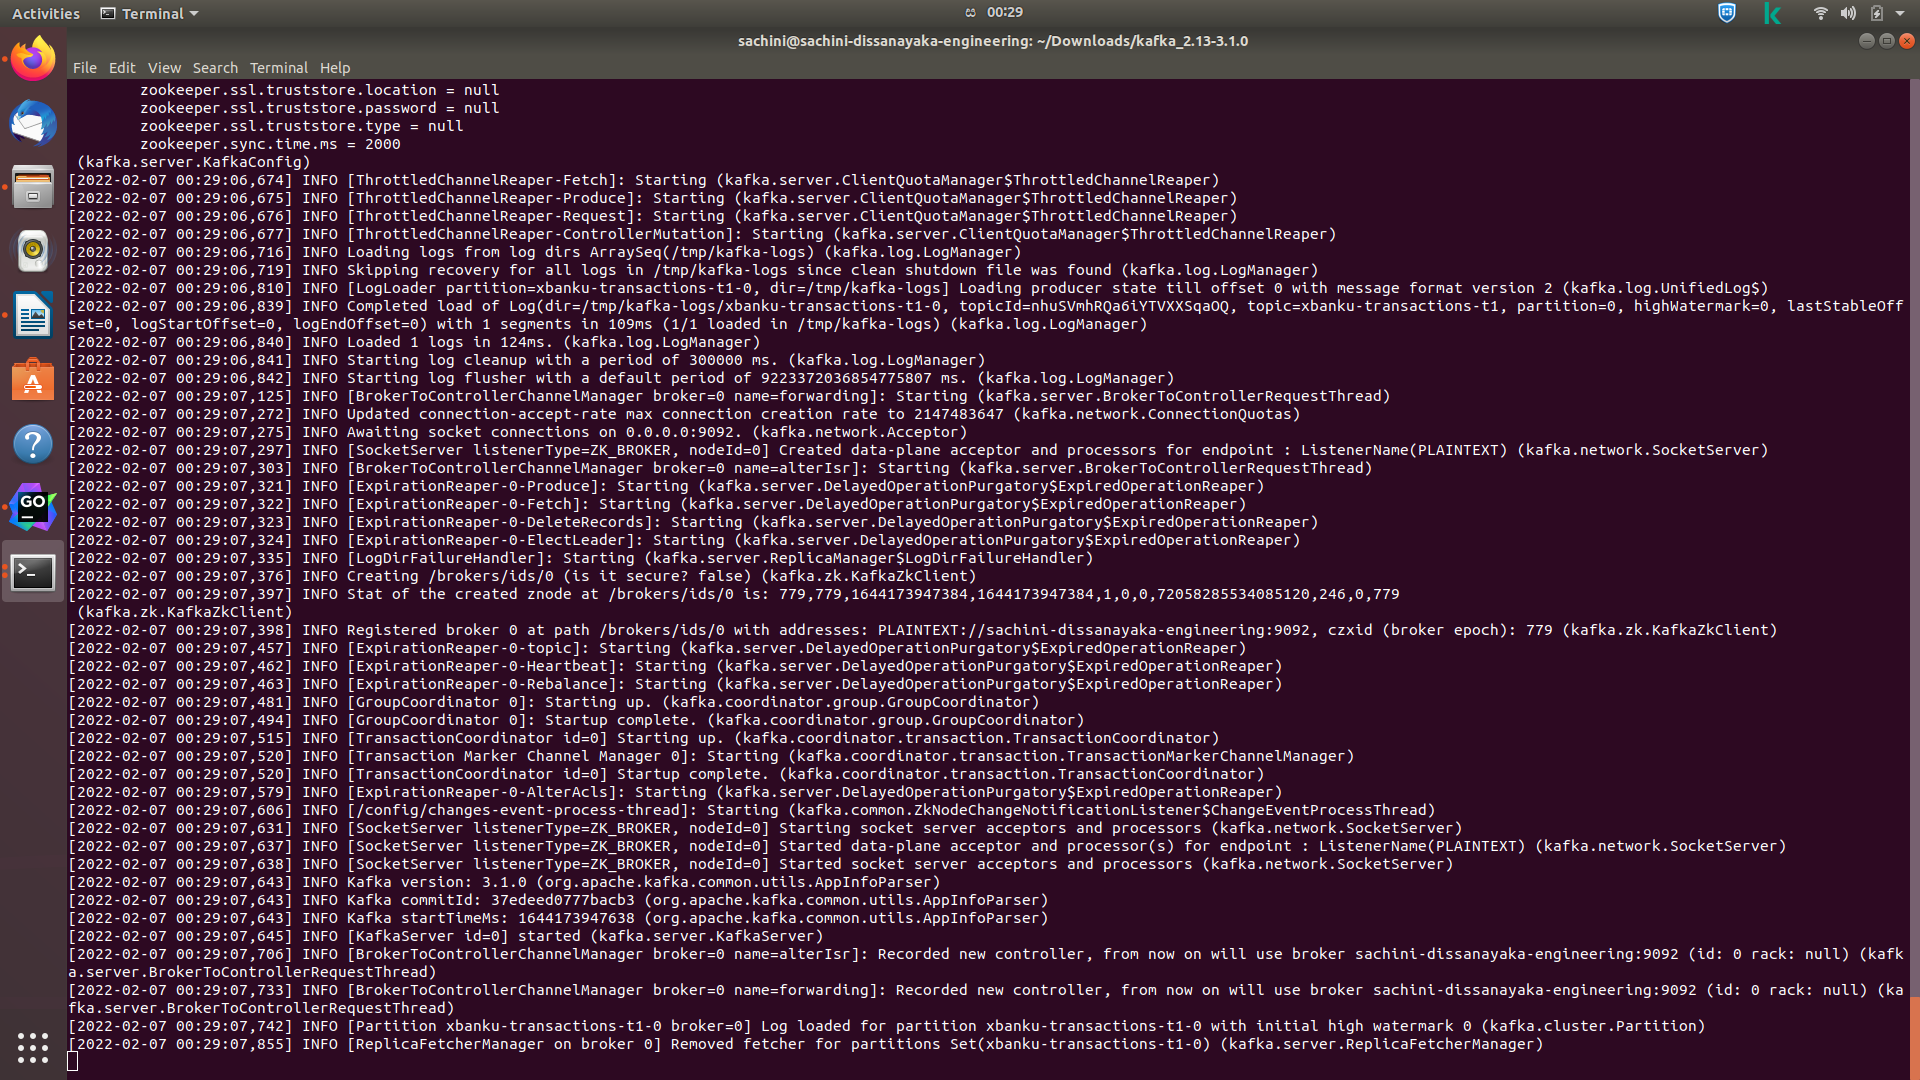 Activities
Terminal
සි 00:29
sachini@sachini-dissanayaka-engineering: ~/Downloads/kafka_2.13-3.1.0
File Edit View Search Terminal Help
zookeeper.ssl.truststore.location = null
zookeeper.ssl.truststore.password = null
zookeeper.ssl.truststore.type = null
zookeeper.sync.time.ms = 2000
(kafka.server.KafkaConfig)
[2022-02-07 00:29:06,674] INFO [ThrottledChannelReaper-Fetch]: Starting (kafka.server.ClientQuotaManager$ThrottledChannelReaper)
[2022-02-07 00:29:06,675] INFO [ThrottledChannelReaper-Produce]: Starting (kafka.server.ClientQuotaManager$ThrottledChannelReaper)
[2022-02-07 00:29:06,676] INFO [ThrottledChannelReaper-Request]: Starting (kafka.server.ClientQuotaManager$ThrottledChannelReaper)
[2022-02-07 00:29:06,677] INFO [ThrottledChannelReaper-ControllerMutation]: Starting (kafka.server.ClientQuotaManager$ThrottledChannelReaper)
[2022-02-07 00:29:06,716] INFO Loading logs from log dirs ArraySeq(/tmp/kafka-logs) (kafka.log.LogManager)
[2022-02-07 00:29:06,719] INFO Skipping recovery for all logs in /tmp/kafka-logs since clean shutdown file was found (kafka.log.LogManager)
[2022-02-07 00:29:06,810] INFO [LogLoader partition=xbanku-transactions-t1-0, dir=/tmp/kafka-logs] Loading producer state till offset 0 with message format version 2 (kafka.log.UnifiedLog$)
[2022-02-07 00:29:06,839] INFO Completed load of Log(dir=/tmp/kafka-logs/xbanku-transactions-t1-0, topicId=nhuSVmhRQa6iYTVXXSqaOQ, topic=xbanku-transactions-t1, partition=0, highWatermark=0, lastStableOff
set=0, logStartOffset=0, logEndOffset=0) with 1 segments in 109ms (1/1 loaded in /tmp/kafka-logs) (kafka.log.LogManager)
[2022-02-07 00:29:06,840] INFO Loaded 1 logs in 124ms. (kafka.log.LogManager)
[2022-02-07 00:29:06,841] INFO Starting log cleanup with a period of 300000 ms. (kafka.log.LogManager)
[2022-02-07 00:29:06,842] INFO Starting log flusher with a default period of 9223372036854775807 ms. (kafka.log.LogManager)
[2022-02-07 00:29:07,125] INFO [BrokerToControllerChannelManager broker=0 name=forwarding]: Starting (kafka.server.BrokerToControllerRequestThread)
[2022-02-07 00:29:07,272] INFO Updated connection-accept-rate max connection creation rate to 2147483647 (kafka.network.ConnectionQuotas)
[2022-02-07 00:29:07,275] INFO Awaiting socket connections on 0.0.0.0:9092. (kafka.network.Acceptor)
[2022-02-07 00:29:07,297] INFO [SocketServer listenerType=ZK_BROKER, nodeId=0] Created data-plane acceptor and processors for endpoint : ListenerName(PLAINTEXT) (kafka.network.SocketServer)
[2022-02-07 00:29:07,303] INFO [BrokerToControllerChannelManager broker=0 name=alterIsr]: Starting (kafka.server.BrokerToControllerRequestThread)
[2022-02-07 00:29:07,321] INFO [ExpirationReaper-0-Produce]: Starting (kafka.server.DelayedOperationPurgatory$ExpiredOperationReaper)
[2022-02-07 00:29:07,322] INFO [ExpirationReaper-0-Fetch]: Starting (kafka.server.DelayedOperationPurgatory$ExpiredOperationReaper)
[2022-02-07 00:29:07,323] INFO [ExpirationReaper-0-DeleteRecords]: Starting (kafka.server.DelayedOperationPurgatory$ExpiredOperationReaper)
[2022-02-07 00:29:07,324] INFO [ExpirationReaper-0-ElectLeader]: Starting (kafka.server.DelayedOperationPurgatory$ExpiredOperationReaper)
[2022-02-07 00:29:07,335] INFO [LogDirFailureHandler]: Starting (kafka.server.ReplicaManager$LogDirFailureHandler)
[2022-02-07 00:29:07,376] INFO Creating /brokers/ids/0 (is it secure? false) (kafka.zk.KafkaZkClient)
[2022-02-07 00:29:07,397] INFO Stat of the created znode at /brokers/ids/0 is: 779,779,1644173947384,1644173947384,1,0,0,72058285534085120,246,0,779
(kafka.zk.KafkaZkClient)
[2022-02-07 00:29:07,398] INFO Registered broker 0 at path /brokers/ids/0 with addresses: PLAINTEXT://sachini-dissanayaka-engineering:9092, czxid (broker epoch): 779 (kafka.zk.KafkaZkClient)
[2022-02-07 00:29:07,457] INFO [ExpirationReaper-0-topic]: Starting (kafka.server.DelayedOperationPurgatory$ExpiredOperationReaper)
[2022-02-07 00:29:07,462] INFO [ExpirationReaper-0-Heartbeat]: Starting (kafka.server.DelayedOperationPurgatory$ExpiredOperationReaper)
[2022-02-07 00:29:07,463] INFO [ExpirationReaper-0-Rebalance]: Starting (kafka.server.DelayedOperationPurgatory$ExpiredOperationReaper)
[2022-02-07 00:29:07,481] INFO [GroupCoordinator 0]: Starting up. (kafka.coordinator.group.GroupCoordinator)
[2022-02-07 00:29:07,494] INFO [GroupCoordinator 0]: Startup complete. (kafka.coordinator.group.GroupCoordinator)
[2022-02-07 00:29:07,515] INFO [TransactionCoordinator id=0] Starting up. (kafka.coordinator.transaction.TransactionCoordinator)
[2022-02-07 00:29:07,520] INFO [Transaction Marker Channel Manager 0]: Starting (kafka.coordinator.transaction.TransactionMarkerChannelManager)
[2022-02-07 00:29:07,520] INFO [TransactionCoordinator id=0] Startup complete. (kafka.coordinator.transaction.TransactionCoordinator)
[2022-02-07 00:29:07,579] INFO [ExpirationReaper-0-AlterAcls]: Starting (kafka.server.DelayedOperationPurgatory$ExpiredOperationReaper)
[2022-02-07 00:29:07,606] INFO [/config/changes-event-process-thread]: Starting (kafka.common.ZkNodeChangeNotificationListener$ChangeEventProcessThread)
[2022-02-07 00:29:07,631] INFO [SocketServer listenerType=ZK_BROKER, nodeId=0] Starting socket server acceptors and processors (kafka.network.SocketServer)
[2022-02-07 00:29:07,637] INFO [SocketServer listenerType=ZK_BROKER, nodeId=0] Started data-plane acceptor and processor(s) for endpoint : ListenerName(PLAINTEXT) (kafka.network.SocketServer)
[2022-02-07 00:29:07,638] INFO [SocketServer listenerType=ZK_BROKER, nodeId=0] Started socket server acceptors and processors (kafka.network.SocketServer)
[2022-02-07 00:29:07,643] INFO Kafka version: 3.1.0 (org.apache.kafka.common.utils.AppInfoParser)
[2022-02-07 00:29:07,643] INFO Kafka commitId: 37edeed0777bacb3 (org.apache.kafka.common.utils.AppInfoParser)
[2022-02-07 00:29:07,643] INFO Kafka startTimeMs: 1644173947638 (org.apache.kafka.common.utils.AppInfoParser)
[2022-02-07 00:29:07,645] INFO [KafkaServer id=0] started (kafka.server.KafkaServer)
[2022-02-07 00:29:07,706] INFO [BrokerToControllerChannelManager broker=0 name=alterIsr]: Recorded new controller, from now on will use broker sachini-dissanayaka-engineering:9092 (id: 0 rack: null) (kafk
a.server.BrokerToControllerRequestThread)
[2022-02-07 00:29:07,733] INFO [BrokerToControllerChannelManager broker=0 name=forwarding]: Recorded new controller, from now on will use broker sachini-dissanayaka-engineering:9092 (id: 0 rack: null) (ka
fka.server.BrokerToControllerRequestThread)
[2022-02-07 00:29:07,742] INFO [Partition xbanku-transactions-t1-0 broker=0] Log loaded for partition xbanku-transactions-t1-0 with initial high watermark 0 (kafka.cluster.Partition)
[2022-02-07 00:29:07,855] INFO [ReplicaFetcherManager on broker 0] Removed fetcher for partitions Set(xbanku-transactions-t1-0) (kafka.server.ReplicaFetcherManager)
GO